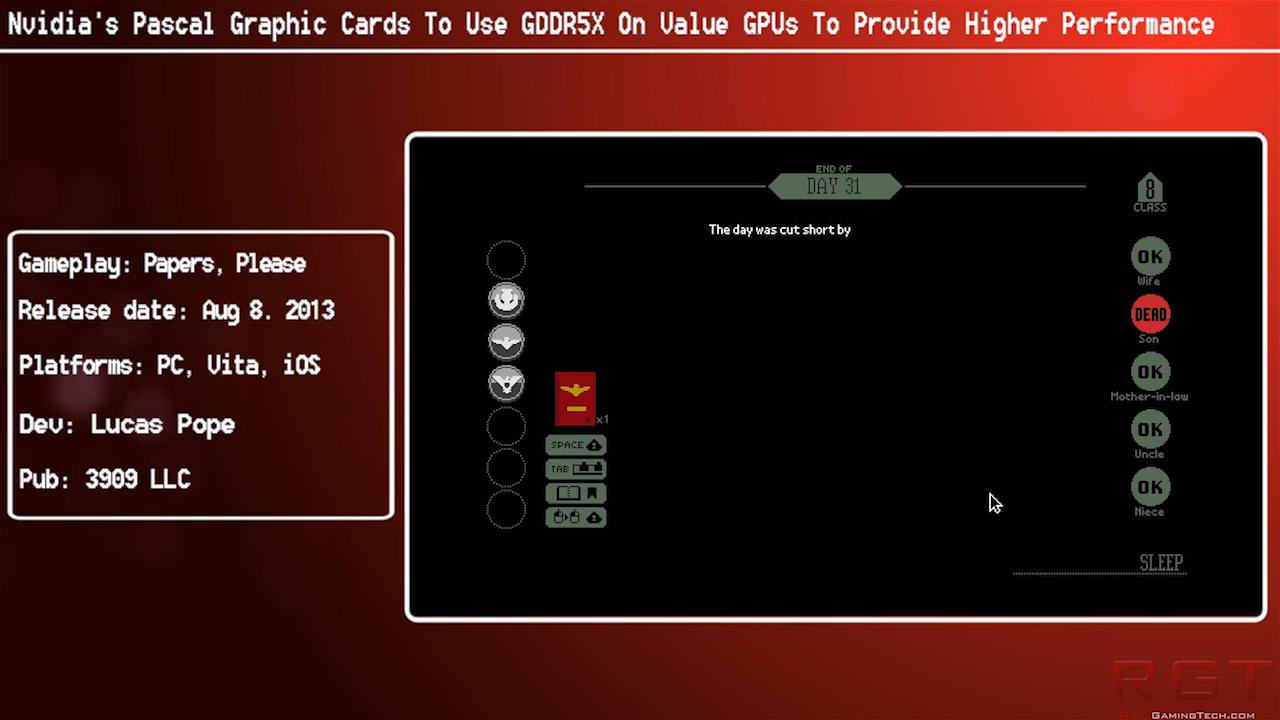 Nvidia's Pascal Graphic Cards To Use GDDR5X On Value GPUs To Provide Higher Performance
Gameplay: Papers, Please
Release date: Aug 8. 2013
Platforms: PC, Vita, iOS
Dev: Lucas Pope
Pub: 3909 LLC
END OF
DAY 31
The day was cut short by
8
CLASS
x1
SPACE
TAB
OK
Wife
DEAD
Son
OK
Mother-in-law
OK
Uncle
OK
Niece
SLEEP
RGT
REDGAMINGTECH.COM